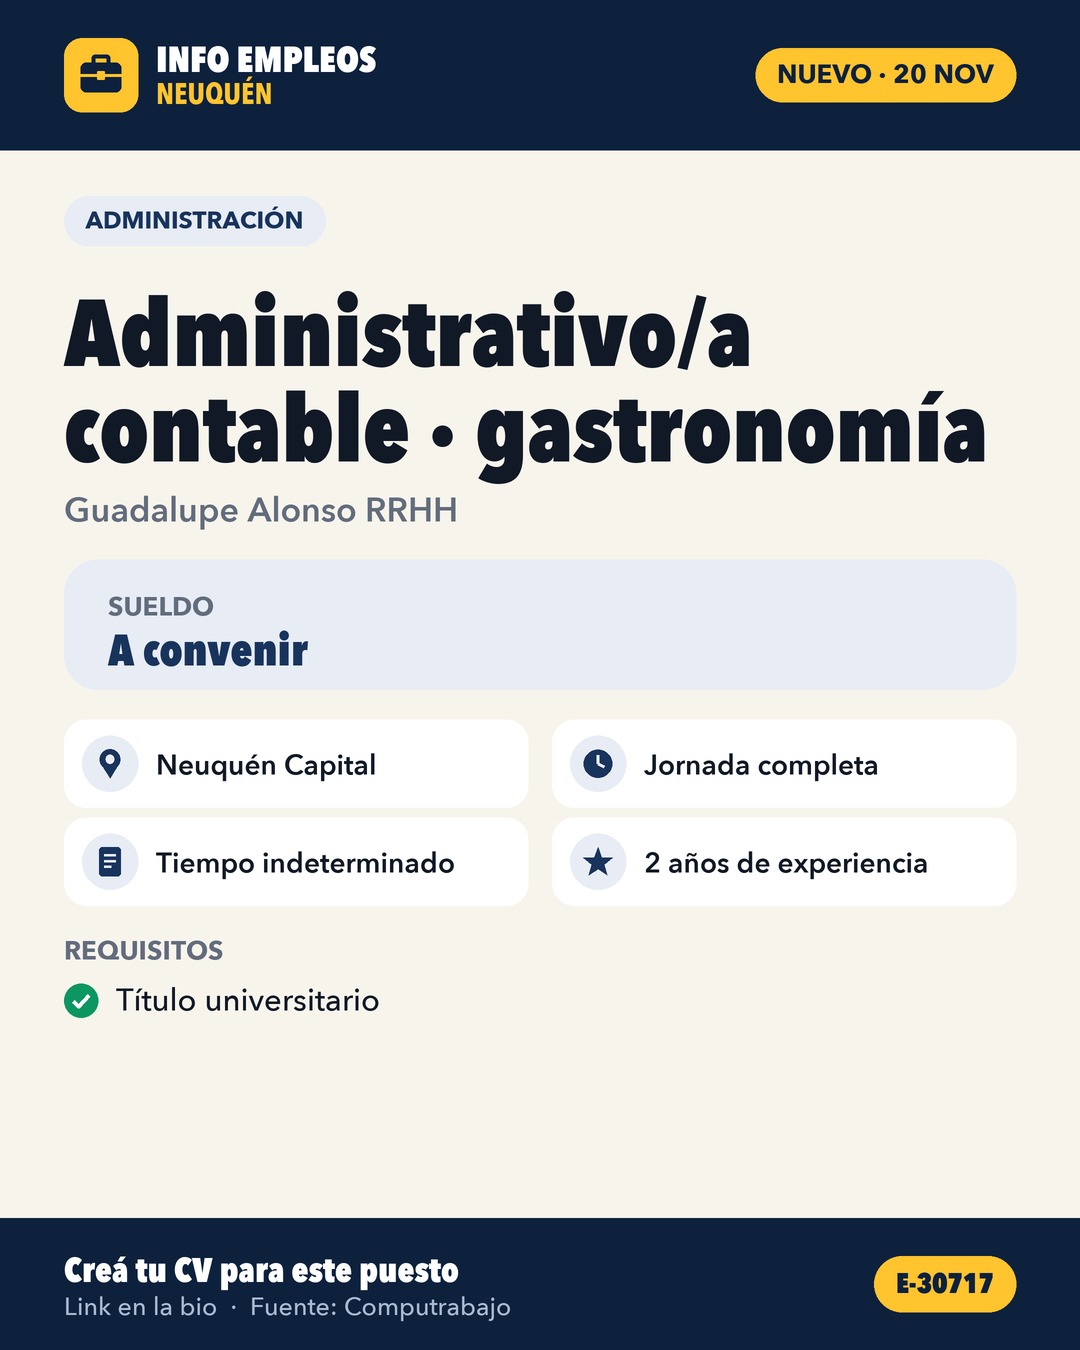 INFO EMPLEOS
NEUQUÉN
NUEVO · 20 NOV
ADMINISTRACIÓN
Administrativo/a
contable · gastronomía
Guadalupe Alonso RRHH
SUELDO
A convenir
Neuquén Capital
Jornada completa
Tiempo indeterminado
2 años de experiencia
REQUISITOS
Título universitario
Creá tu CV para este puesto
Link en la bio · Fuente: Computrabajo
E-30717